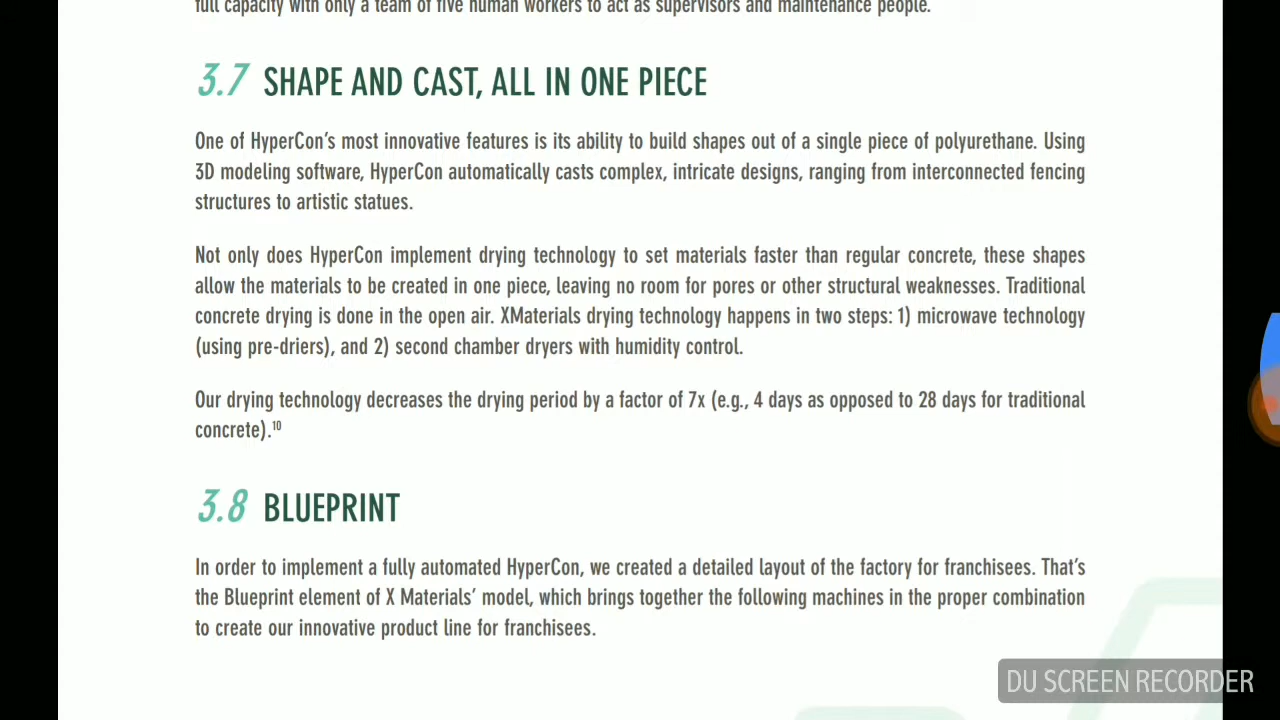 full capacity with only a team of five human workers to act as supervisors and maintenance people.
3.7 SHAPE AND CAST, ALL IN ONE PIECE
One of HyperCon's most innovative features is its ability to build shapes out of a single piece of polyurethane. Using
3D modeling software, HyperCon automatically casts complex, intricate designs, ranging from interconnected fencing
structures to artistic statues.
Not only does HyperCon implement drying technology to set materials faster than regular concrete, these shapes
allow the materials to be created in one piece, leaving no room for pores or other structural weaknesses. Traditional
concrete drying is done in the open air. XMaterials drying technology happens in two steps: 1) microwave technology
(using pre-driers), and 2) second chamber dryers with humidity control.
Our drying technology decreases the drying period by a factor of 7x (e.g., 4 days as opposed to 28 days for traditional
concrete).¹⁰
3.8 BLUEPRINT
In order to implement a fully automated HyperCon, we created a detailed layout of the factory for franchisees. That's
the Blueprint element of X Materials' model, which brings together the following machines in the proper combination
to create our innovative product line for franchisees.
DU SCREEN RECORDER